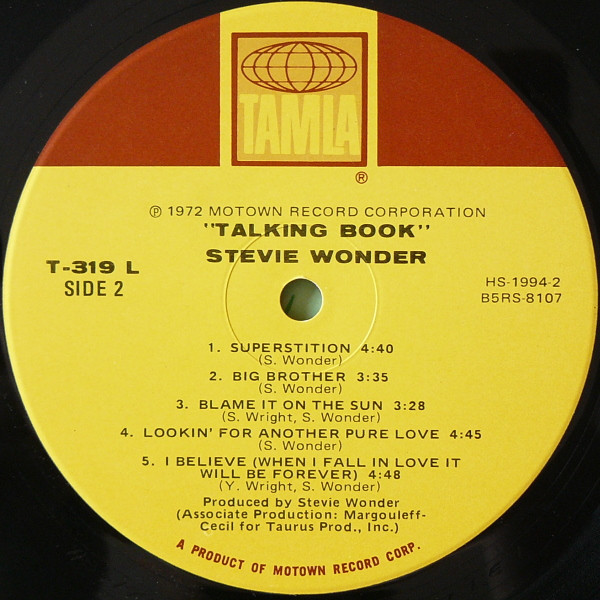 TAMLA
®
℗ 1972 MOTOWN RECORD CORPORATION
"TALKING BOOK"
STEVIE WONDER
T-319 L
SIDE 2
HS-1994-2
B5RS-8107
1. SUPERSTITION 4:40
(S. Wonder)
2. BIG BROTHER 3:35
(S. Wonder)
3. BLAME IT ON THE SUN 3:28
(S. Wright, S. Wonder)
4. LOOKIN' FOR ANOTHER PURE LOVE 4:45
(S. Wonder)
5. I BELIEVE (WHEN I FALL IN LOVE IT
WILL BE FOREVER) 4:48
(Y. Wright, S. Wonder)
Produced by Stevie Wonder
(Associate Production: Margouleff-
Cecil for Taurus Prod., Inc.)
A PRODUCT OF MOTOWN RECORD CORP.